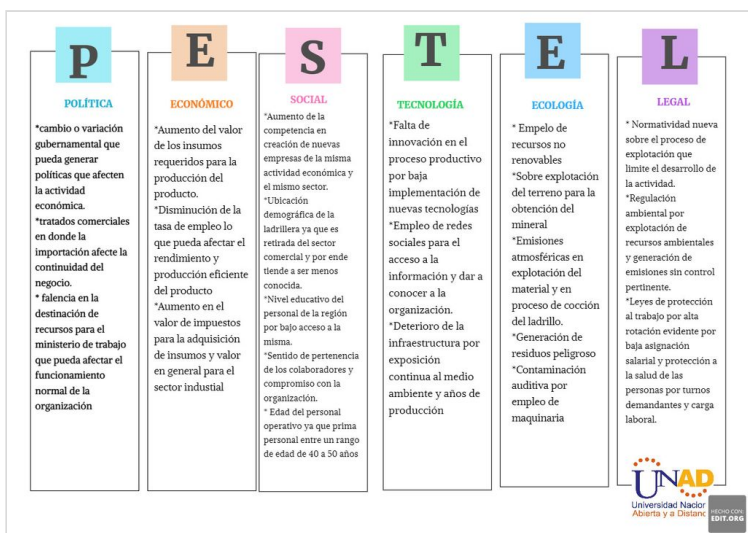 P
POLÍTICA
*cambio o variación
gubernamental que
pueda generar
políticas que afecten
la actividad
económica.
*tratados comerciales
en donde la
importación afecte la
continuidad del
negocio.
* falencia en la
destinación de
recursos para el
ministerio de trabajo
que pueda afectar el
funcionamiento
normal de la
organización
E
ECONÓMICO
*Aumento del valor
de los insumos
requeridos para la
producción del
producto.
*Disminución de la
tasa de empleo lo
que pueda afectar el
rendimiento y
producción eficiente
del producto
*Aumento en el
valor de impuestos
para la adquisición
de insumos y valor
en general para el
sector industial
S
SOCIAL
*Aumento de la
competencia en
creación de nuevas
empresas de la misma
actividad económica y
el mismo sector.
*Ubicación
demográfica de la
ladrillera ya que es
retirada del sector
comercial y por ende
tiende a ser menos
conocida.
*Nivel educativo del
personal de la región
por bajo acceso a la
misma.
*Sentido de pertenencia
de los colaboradores y
compromiso con la
organización.
* Edad del personal
operativo ya que prima
personal entre un rango
de edad de 40 a 50 años
T
TECNOLOGÍA
*Falta de
innovación en el
proceso productivo
por baja
implementación de
nuevas tecnologías
*Empleo de redes
sociales para el
acceso a la
información y dar a
conocer a la
organización.
*Deterioro de la
infraestructura por
exposición
continua al medio
ambiente y años de
producción
E
ECOLOGÍA
* Empelo de
recursos no
renovables
*Sobre explotación
del terreno para la
obtención del
mineral
*Emisiones
atmosféricas en
explotación del
material y en
proceso de cocción
del ladrillo.
*Generación de
residuos peligroso
*Contaminación
auditiva por
empleo de
maquinaria
L
LEGAL
* Normatividad nueva
sobre el proceso de
explotación que
limite el desarrollo de
la actividad.
*Regulación
ambiental por
explotación de
recursos ambientales
y generación de
emisiones sin control
pertinente.
*Leyes de protección
al trabajo por alta
rotación evidente por
baja asignación
salarial y protección a
la salud de las
personas por turnos
demandantes y carga
laboral.
UNAD
Universidad Nacior
Abierta y a Distanc
HECHO CON:
EDIT.ORG